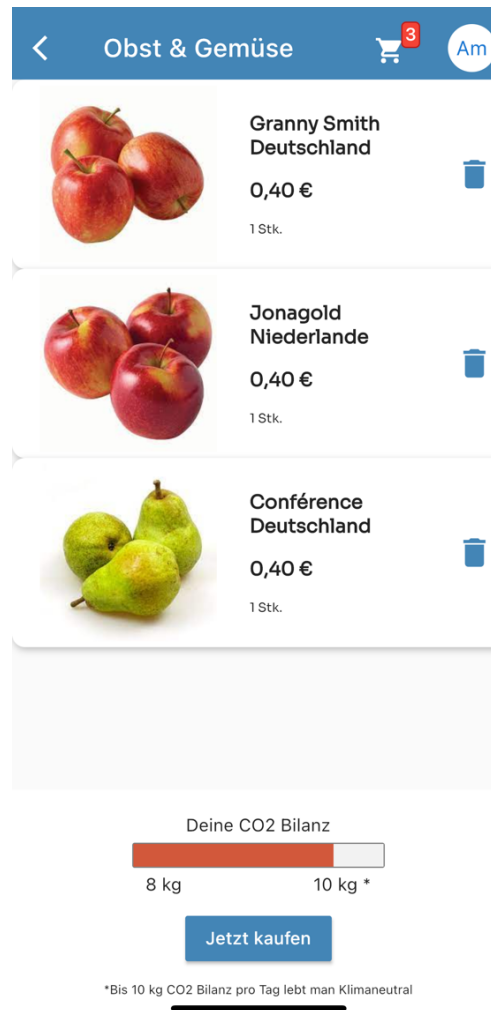 Obst & Gemüse
3
Am
Granny Smith
Deutschland
0,40 €
1 Stk.
Jonagold
Niederlande
0,40 €
1 Stk.
Conférence
Deutschland
0,40 €
1 Stk.
Deine CO2 Bilanz
8 kg 10 kg *
Jetzt kaufen
*Bis 10 kg CO2 Bilanz pro Tag lebt man Klimaneutral